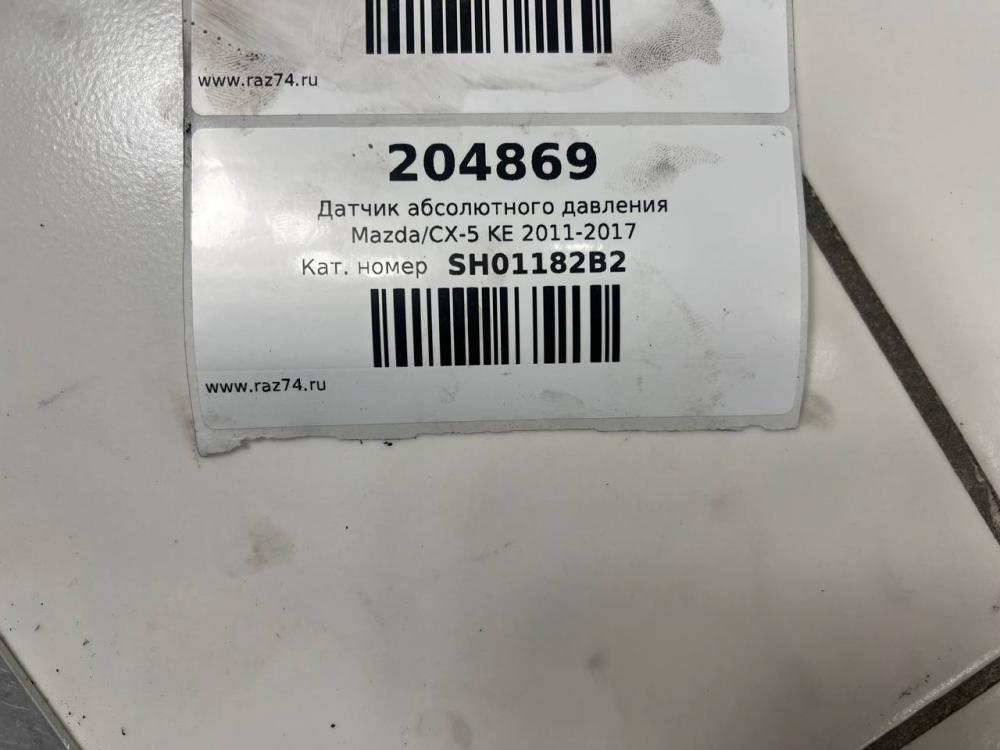 www.raz74.ru
204869
Датчик абсолютного давления
Mazda/CX-5 KE 2011-2017
Кат. номер SH01182B2
www.raz74.ru